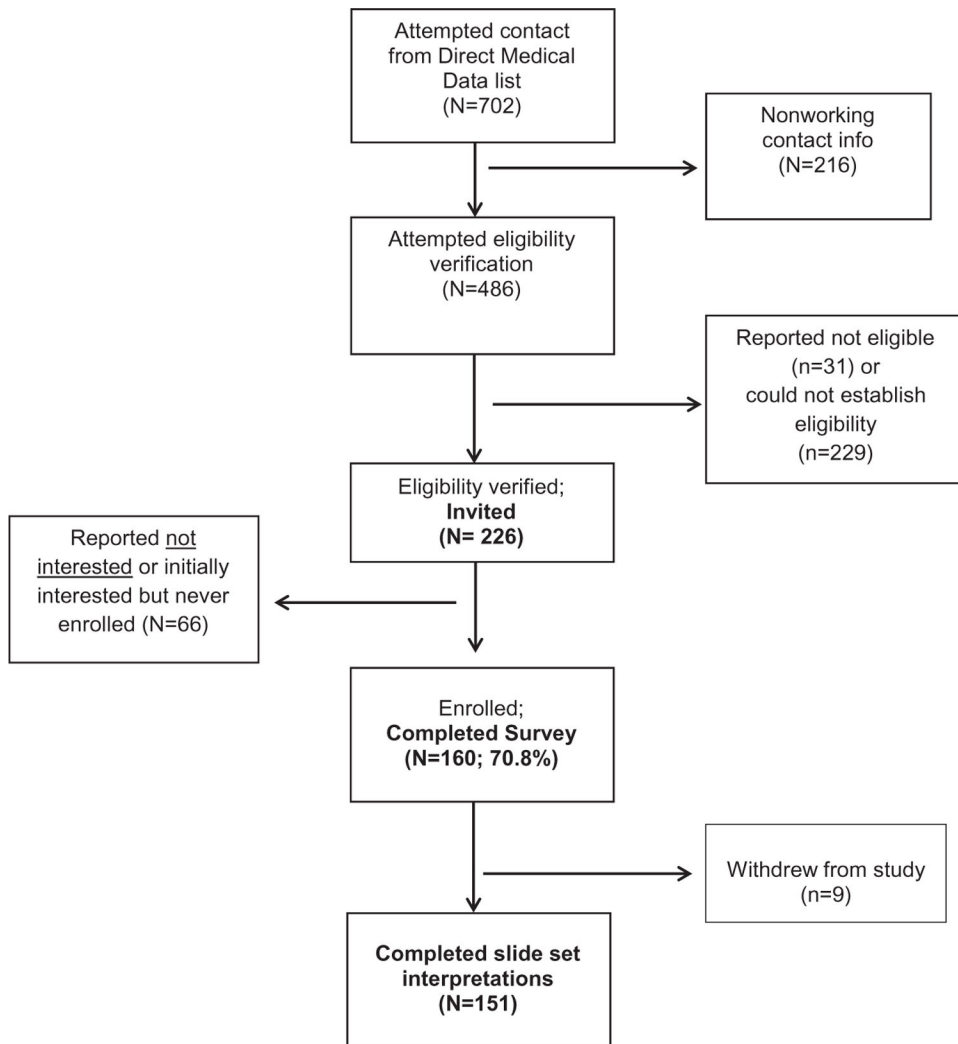 Attempted contact
from Direct Medical
Data list
(N=702)
Nonworking
contact info
(N=216)
Attempted eligibility
verification
(N=486)
Reported not eligible
(n=31) or
could not establish
eligibility
(n=229)
Eligibility verified;
Invited
(N= 226)
Reported not
interested or initially
interested but never
enrolled (N=66)
Enrolled;
Completed Survey
(N=160; 70.8%)
Withdrew from study
(n=9)
Completed slide set
interpretations
(N=151)